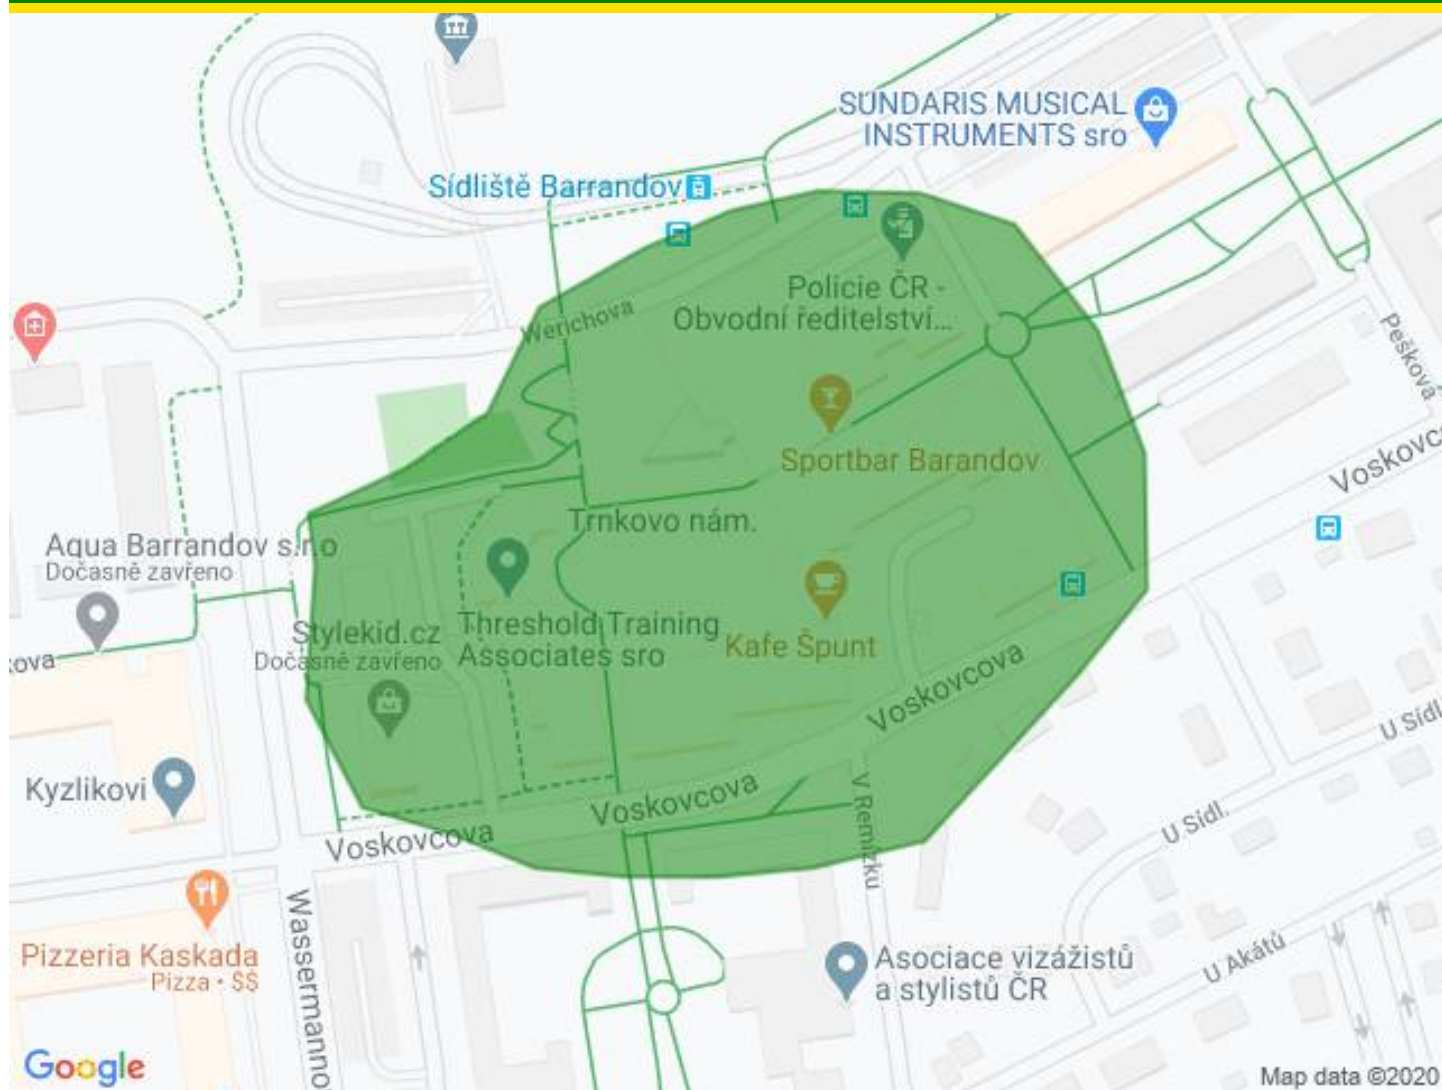 SUNDARIS MUSICAL
INSTRUMENTS sro
Sídliště Barrandov
Policie ČR -
Obvodní ředitelství...
Werichova
Peškova
Sportbar Barandov
Voskovc
Trnkovo nám.
Aqua Barrandov s.r.o
Dočasně zavřeno
Stylekid.cz
Dočasně zavřeno
Threshold Training
Associates sro
Kafe Špunt
kova
Voskovcova
U Sídl
Kyzlikovi
Voskovcova
V Remízku
U Sídl.
Voskovcova
Wassermanno
Pizzeria Kaskada
Pizza • $$
Asociace vizážistů
a stylistů ČR
U Akátů
Google
Map data ©2020